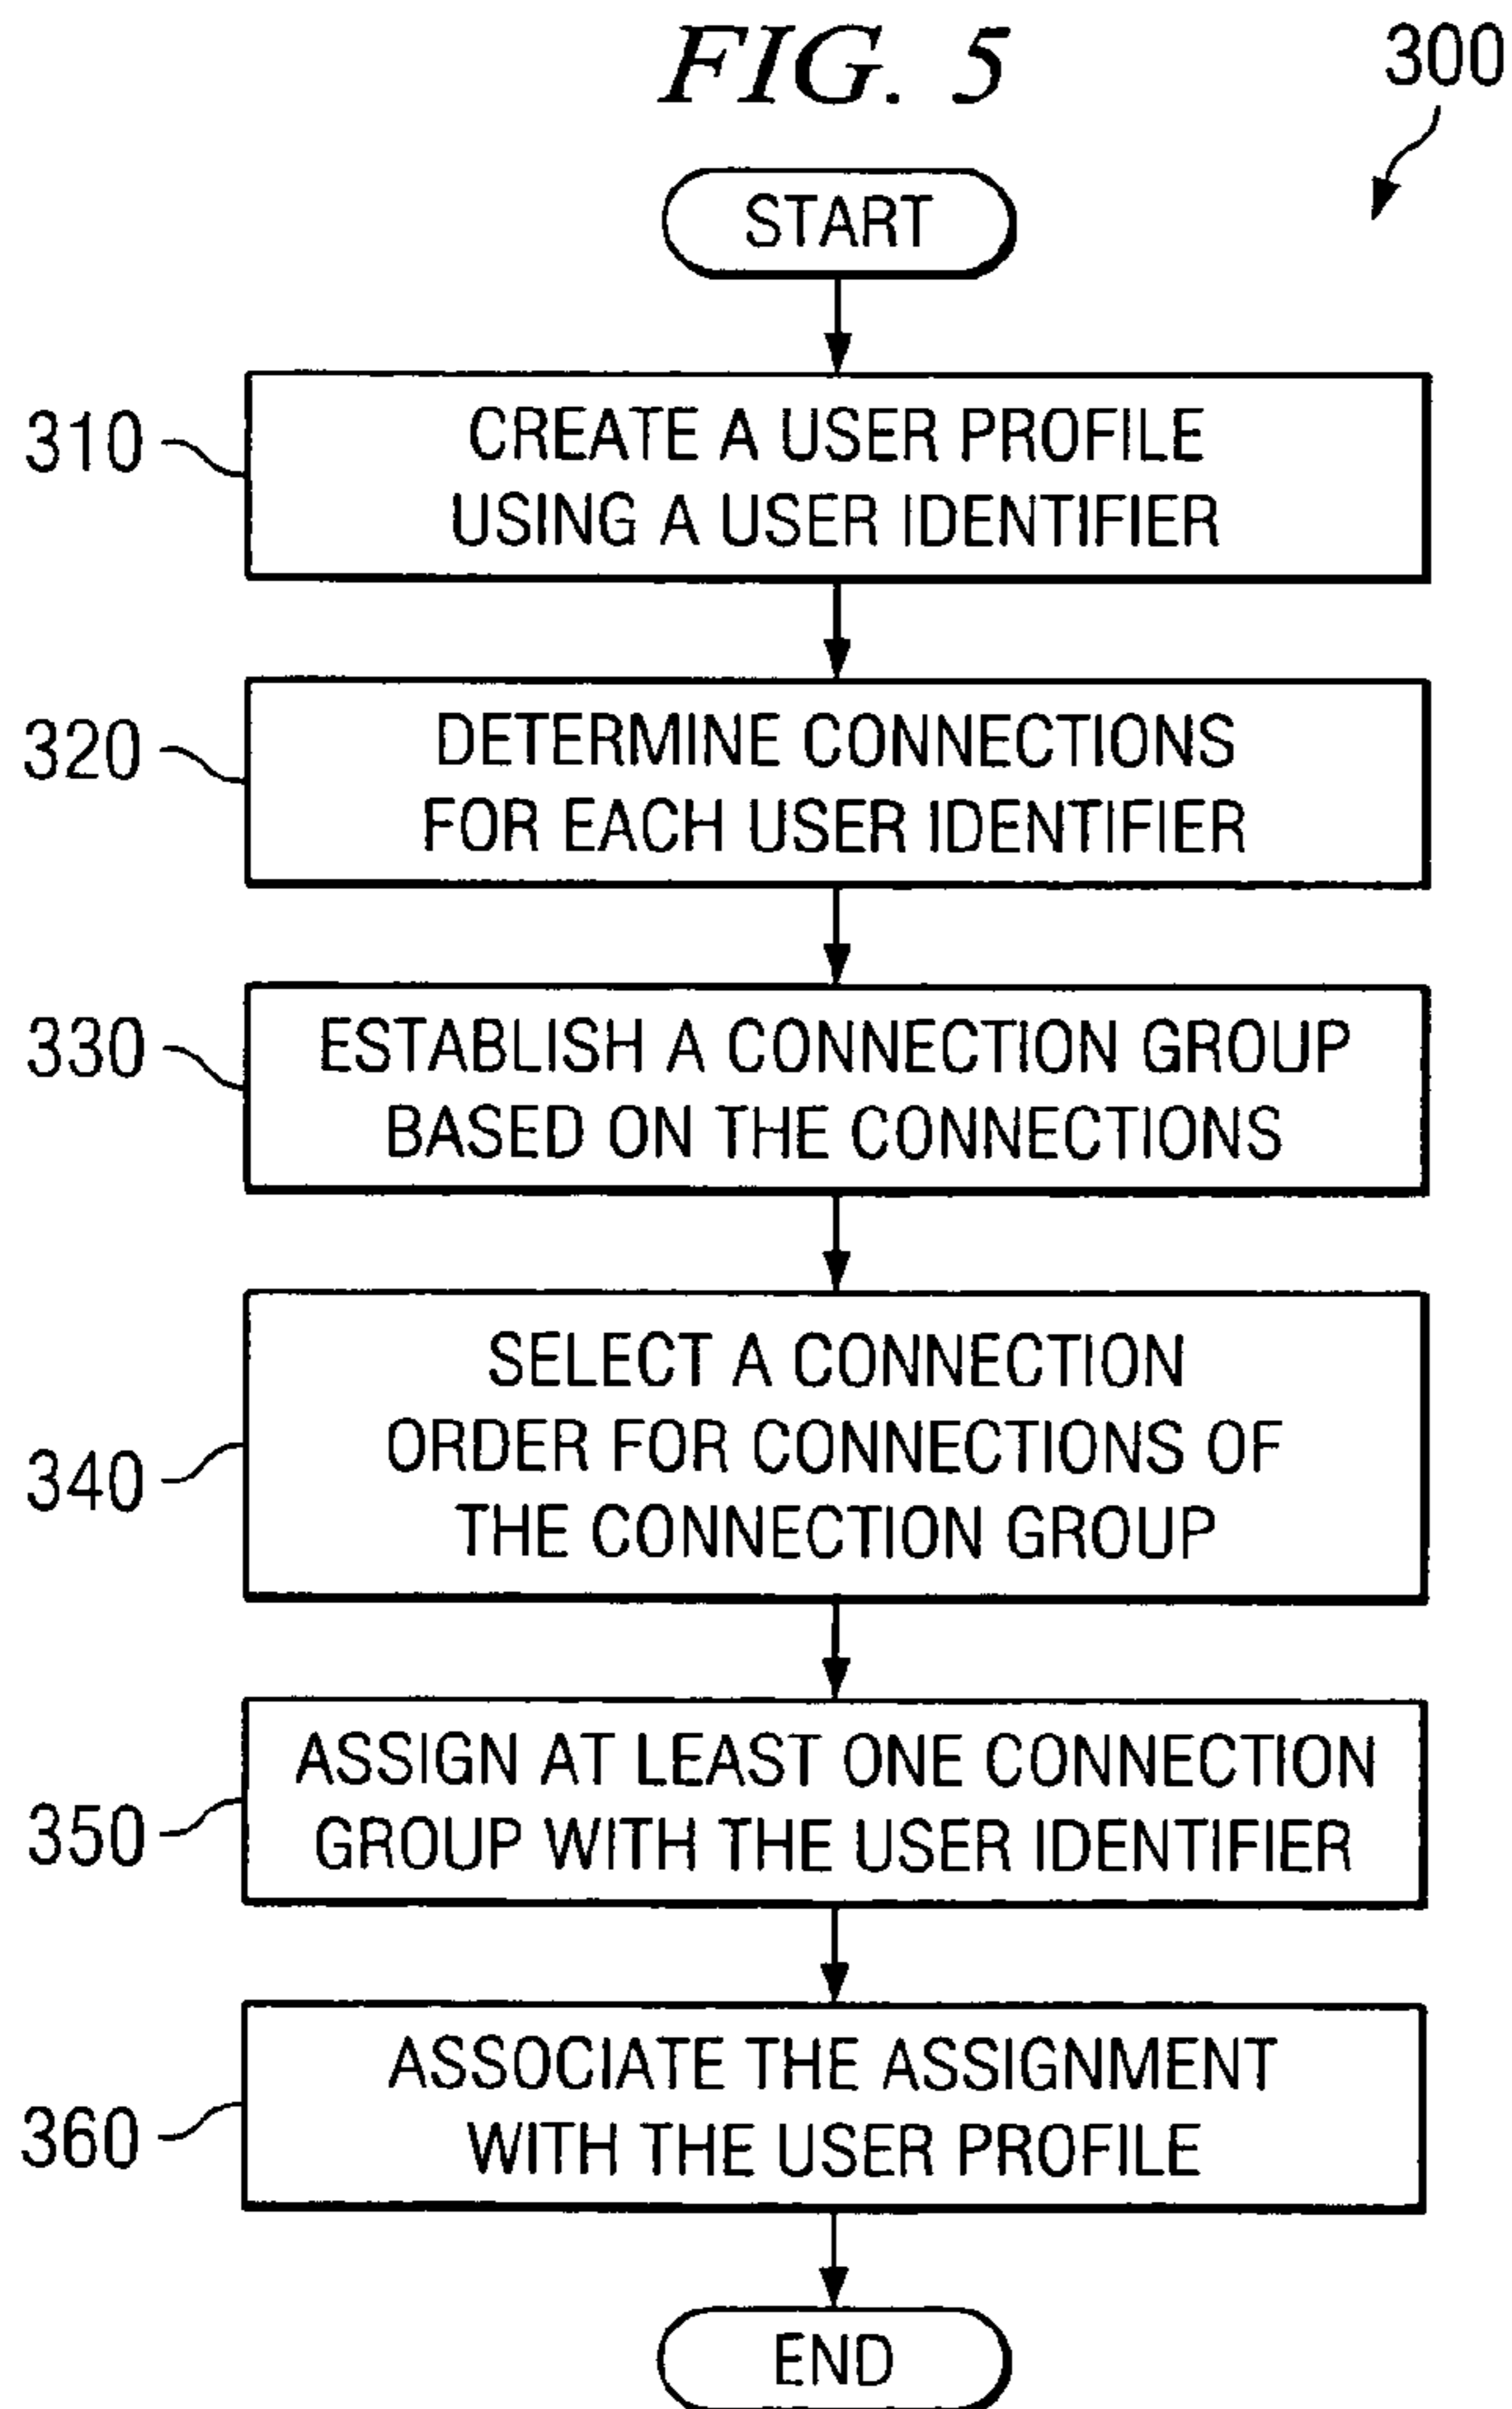 FIG. 5
300
START
310
CREATE A USER PROFILE
USING A USER IDENTIFIER
320
DETERMINE CONNECTIONS
FOR EACH USER IDENTIFIER
330
ESTABLISH A CONNECTION GROUP
BASED ON THE CONNECTIONS
340
SELECT A CONNECTION
ORDER FOR CONNECTIONS OF
THE CONNECTION GROUP
350
ASSIGN AT LEAST ONE CONNECTION
GROUP WITH THE USER IDENTIFIER
360
ASSOCIATE THE ASSIGNMENT
WITH THE USER PROFILE
END